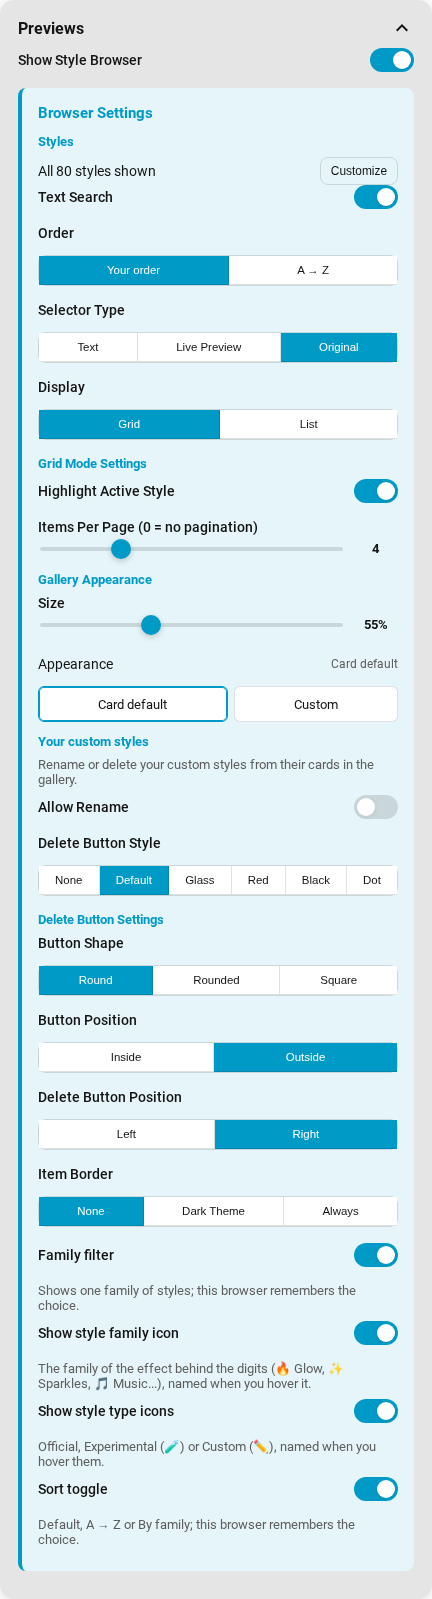 Previews
Show Style Browser
Browser Settings
Styles
All 80 styles shown
Customize
Text Search
Order
Your order
A → Z
Selector Type
Text
Live Preview
Original
Display
Grid
List
Grid Mode Settings
Highlight Active Style
Items Per Page (0 = no pagination)
4
Gallery Appearance
Size
55%
Appearance
Card default
Card default
Custom
Your custom styles
Rename or delete your custom styles from their cards in the
gallery.
Allow Rename
Delete Button Style
None
Default
Glass
Red
Black
Dot
Delete Button Settings
Button Shape
Round
Rounded
Square
Button Position
Inside
Outside
Delete Button Position
Left
Right
Item Border
None
Dark Theme
Always
Family filter
Shows one family of styles; this browser remembers the
choice.
Show style family icon
The family of the effect behind the digits (🔥 Glow, ✨
Sparkles, 🎵 Music...), named when you hover it.
Show style type icons
Official, Experimental (🧪) or Custom (✏️), named when you
hover them.
Sort toggle
Default, A → Z or By family; this browser remembers the
choice.